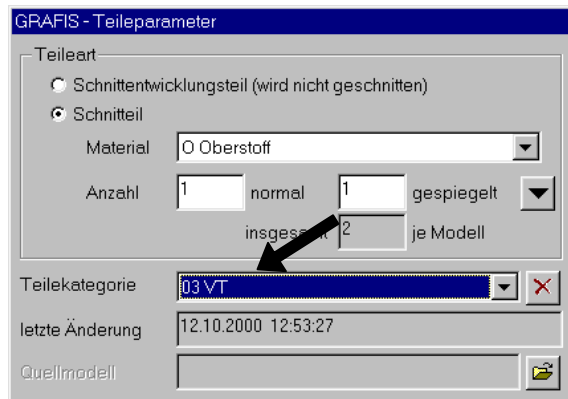 GRAFIS - Teileparameter
Teileart
Schnittentwicklungsteil (wird nicht geschnitten)
Schnitteil
Material O Oberstoff
Anzahl 1 normal 1 gespiegelt
insgesamt 2 je Modell
Teilekategorie 03 VT
letzte Änderung 12.10.2000 12:53:27
Quellmodell